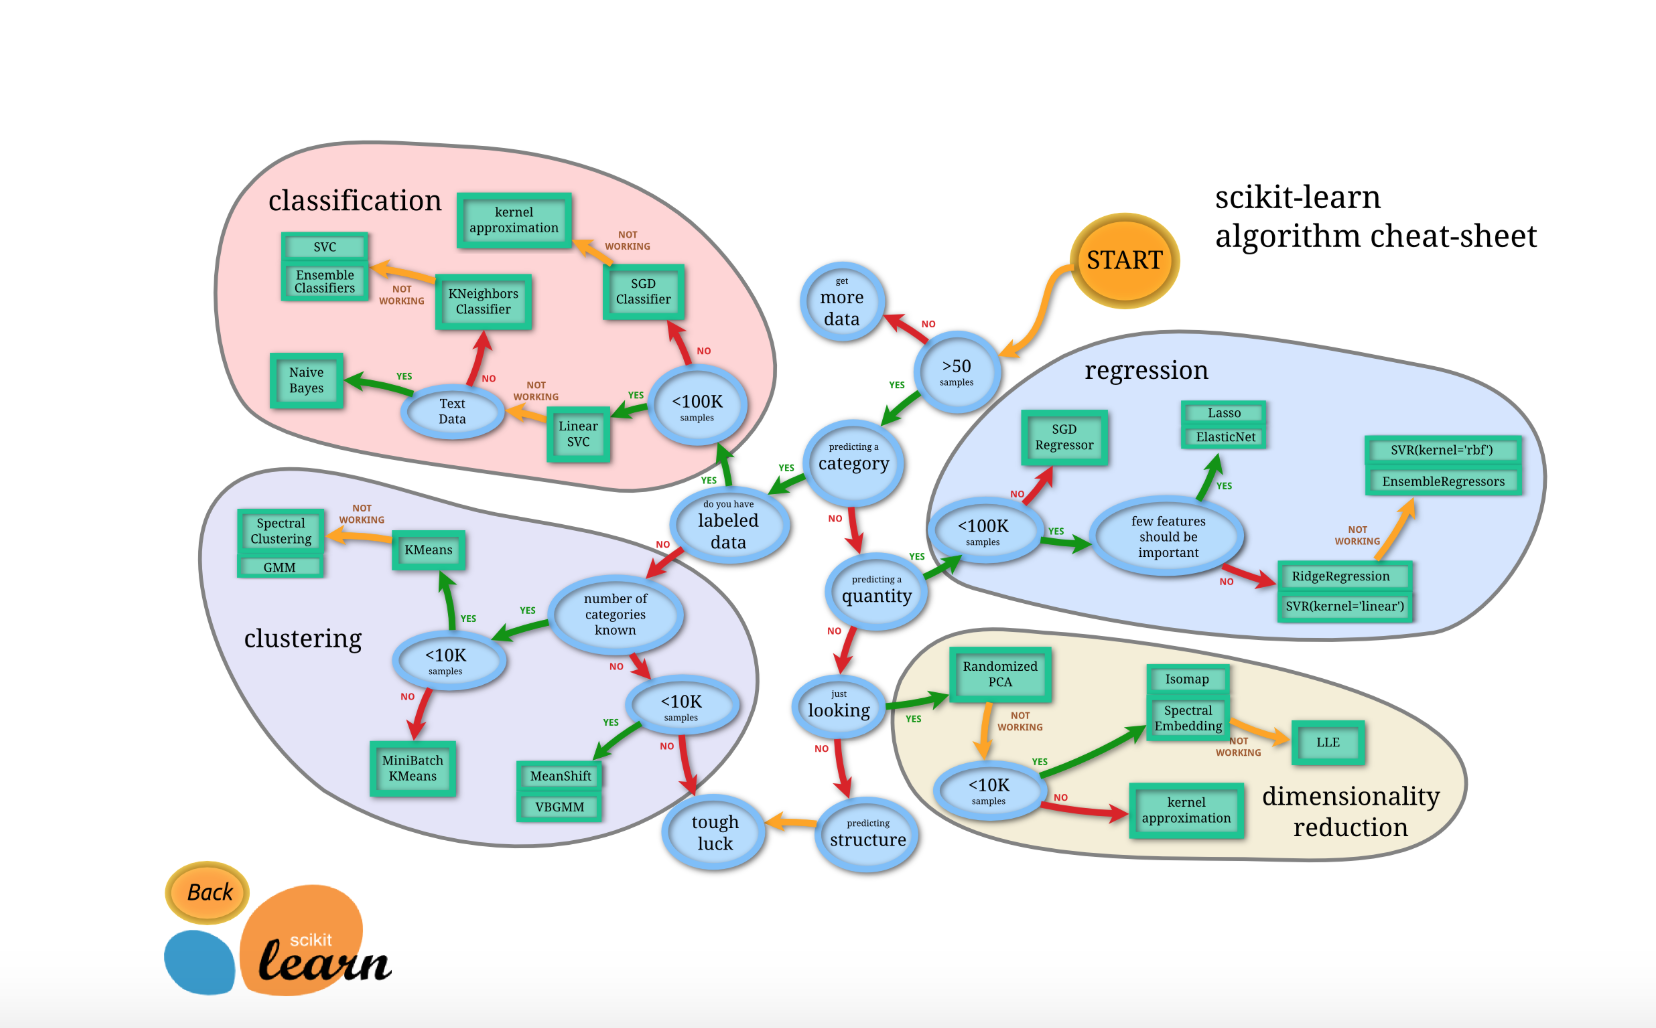 scikit-learn
algorithm cheat-sheet
START
classification
kernel
approximation
NOT
WORKING
SVC
Ensemble
Classifiers
NOT
WORKING
KNeighbors
Classifier
SGD
Classifier
NO
Naive
Bayes
YES
NO
Text
Data
NOT
WORKING
Linear
SVC
YES
<100K
samples
YES
get
more
data
NO
>50
samples
YES
predicting a
category
YES
NO
do you have
labeled
data
NO
predicting a
quantity
YES
NO
just
looking
YES
NO
predicting
structure
tough
luck
regression
SGD
Regressor
NO
<100K
samples
YES
Lasso
ElasticNet
YES
few features
should be
important
NO
SVR(kernel='rbf')
EnsembleRegressors
NOT
WORKING
RidgeRegression
SVR(kernel='linear')
clustering
Spectral
Clustering
GMM
NOT
WORKING
KMeans
YES
<10K
samples
YES
number of
categories
known
NO
NO
MiniBatch
KMeans
<10K
samples
YES
NO
MeanShift
VBGMM
dimensionality
reduction
Randomized
PCA
NOT
WORKING
<10K
samples
YES
NO
Isomap
Spectral
Embedding
NOT
WORKING
LLE
kernel
approximation
Back
scikit
learn